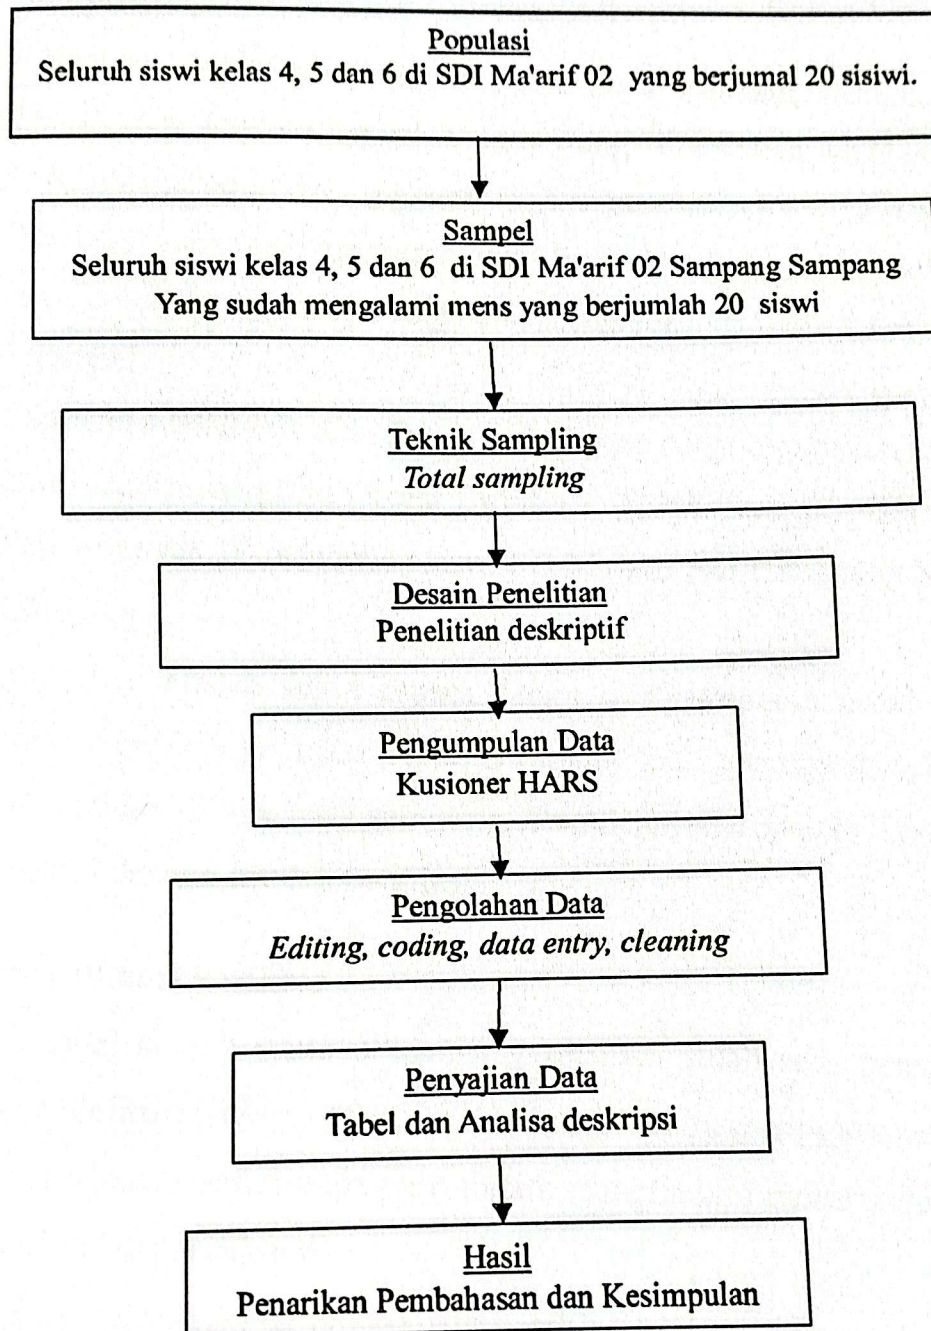 Populasi
Seluruh siswi kelas 4, 5 dan 6 di SDI Ma'arif 02 yang berjumal 20 sisiwi.
Sampel
Seluruh siswi kelas 4, 5 dan 6 di SDI Ma'arif 02 Sampang Sampang
Yang sudah mengalami mens yang berjumlah 20 siswi
Teknik Sampling
Total sampling
Desain Penelitian
Penelitian deskriptif
Pengumpulan Data
Kusioner HARS
Pengolahan Data
Editing, coding, data entry, cleaning
Penyajian Data
Tabel dan Analisa deskripsi
Hasil
Penarikan Pembahasan dan Kesimpulan